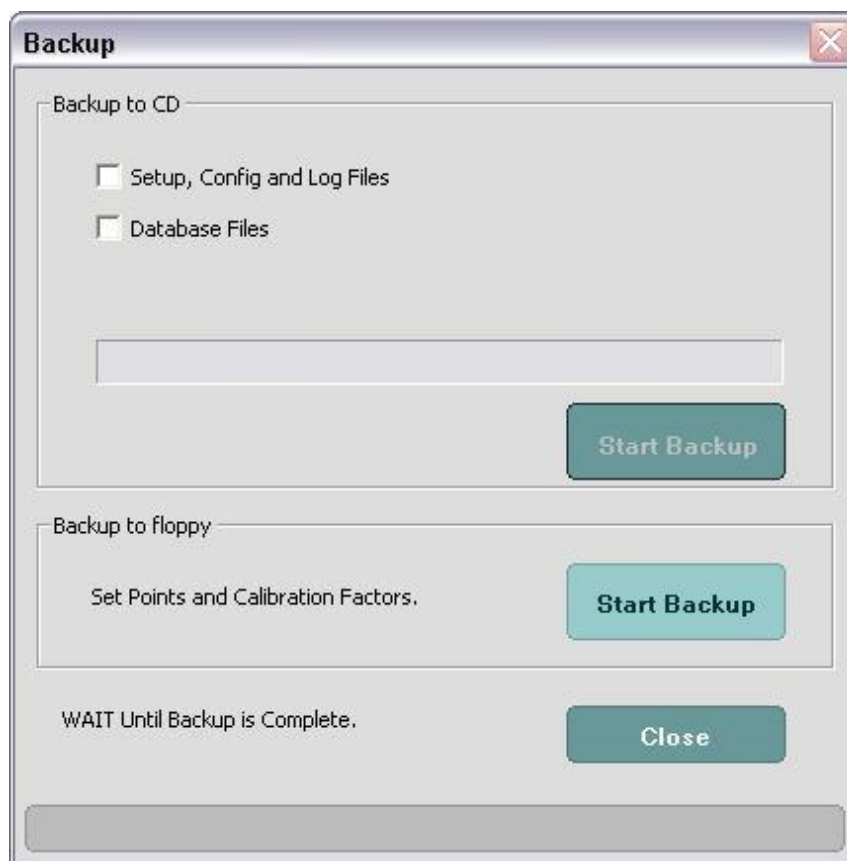 Backup
Backup to CD
Setup, Config and Log Files
Database Files
Start Backup
Backup to floppy
Set Points and Calibration Factors.
Start Backup
WAIT Until Backup is Complete.
Close